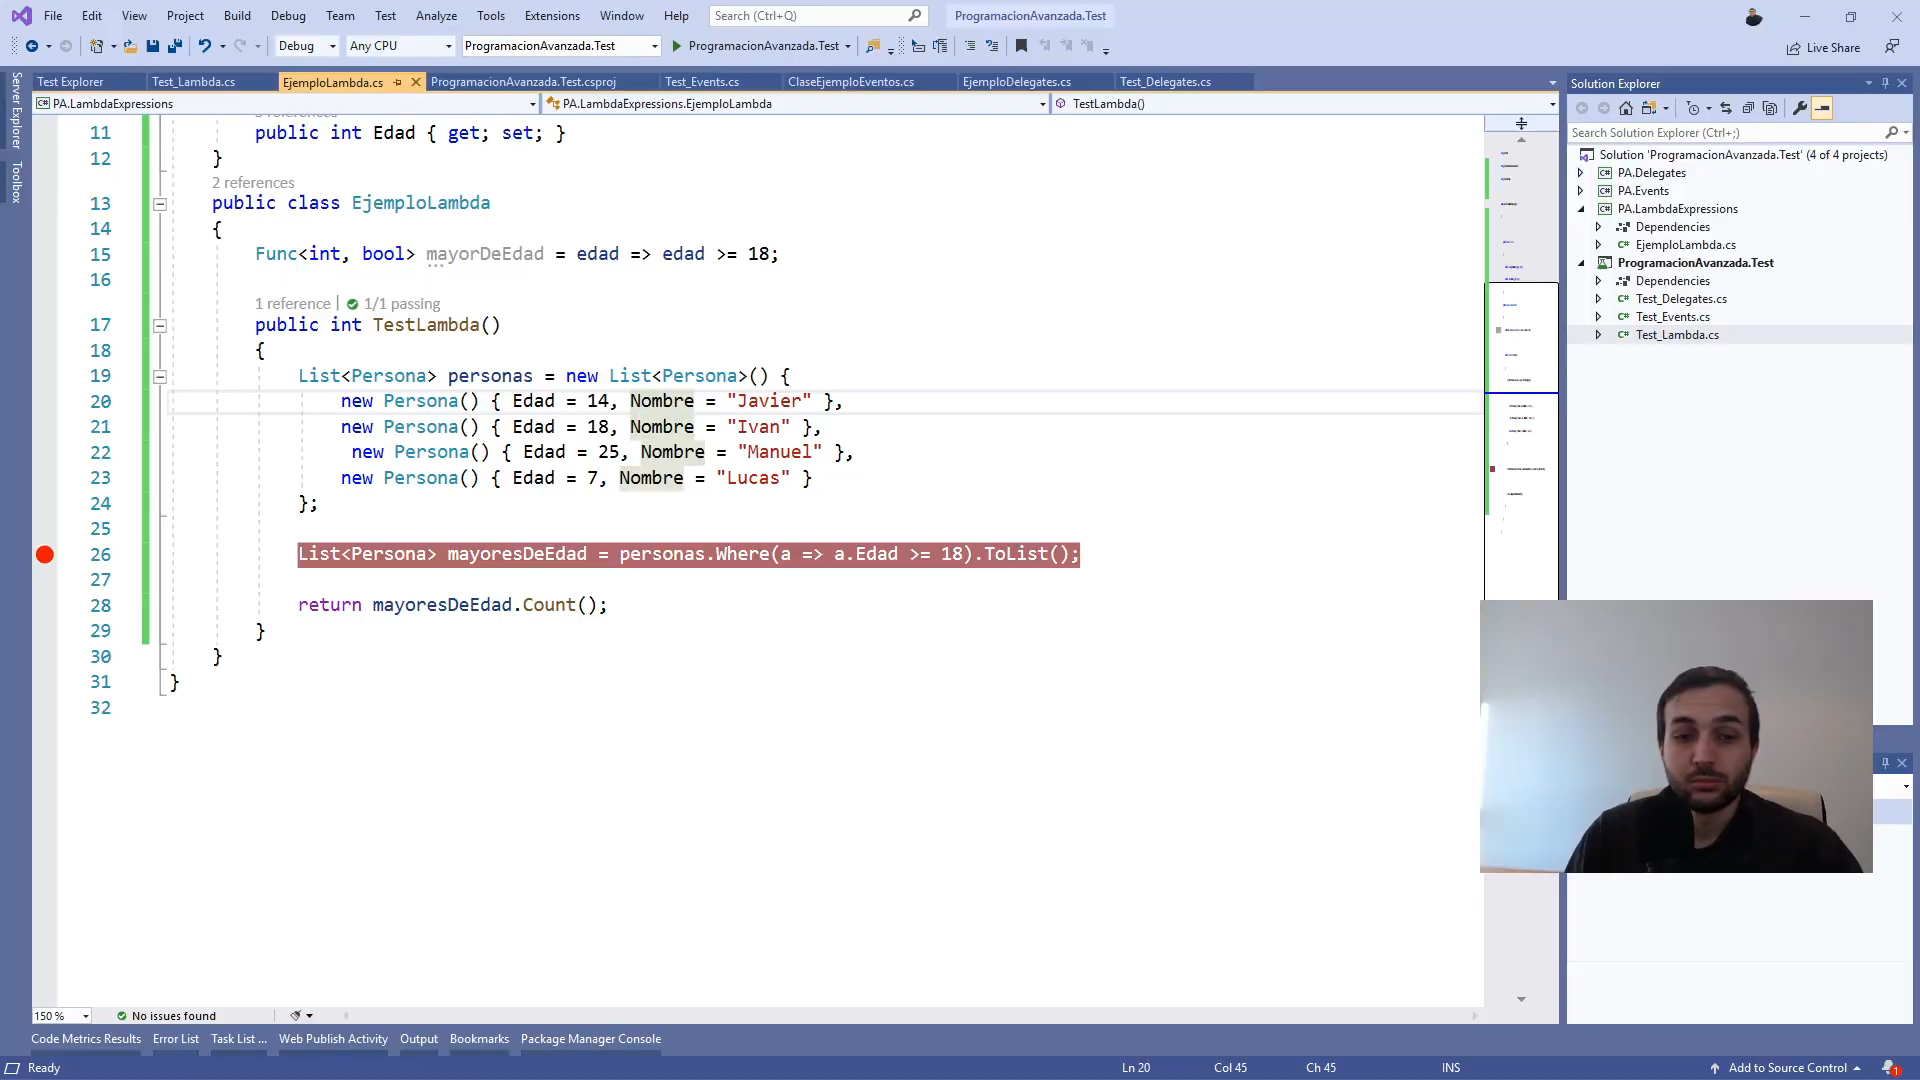 File Edit View Project Build Debug Team Test Analyze Tools Extensions Window Help Search (Ctrl+Q) ProgramacionAvanzada.Test
Debug Any CPU ProgramacionAvanzada.Test ProgramacionAvanzada.Test Live Share
Server Explorer
Toolbox
Test Explorer Test_Lambda.cs EjemploLambda.cs ProgramacionAvanzada.Test.csproj Test_Events.cs ClaseEjemploEventos.cs EjemploDelegates.cs Test_Delegates.cs
PA.LambdaExpressions PA.LambdaExpressions.EjemploLambda TestLambda()
11 public int Edad { get; set; }
12 }
2 references
13 public class EjemploLambda
14 {
15 Func<int, bool> mayorDeEdad = edad => edad >= 18;
16
1 reference | 1/1 passing
17 public int TestLambda()
18 {
19 List<Persona> personas = new List<Persona>() {
20 new Persona() { Edad = 14, Nombre = "Javier" },
21 new Persona() { Edad = 18, Nombre = "Ivan" },
22 new Persona() { Edad = 25, Nombre = "Manuel" },
23 new Persona() { Edad = 7, Nombre = "Lucas" }
24 };
25
26 List<Persona> mayoresDeEdad = personas.Where(a => a.Edad >= 18).ToList();
27
28 return mayoresDeEdad.Count();
29 }
30 }
31 }
32
Solution Explorer
Search Solution Explorer (Ctrl+;)
Solution 'ProgramacionAvanzada.Test' (4 of 4 projects)
PA.Delegates
PA.Events
PA.LambdaExpressions
Dependencies
EjemploLambda.cs
ProgramacionAvanzada.Test
Dependencies
Test_Delegates.cs
Test_Events.cs
Test_Lambda.cs
150 % No issues found
Code Metrics Results Error List Task List ... Web Publish Activity Output Bookmarks Package Manager Console
Ready Ln 20 Col 45 Ch 45 INS Add to Source Control 1